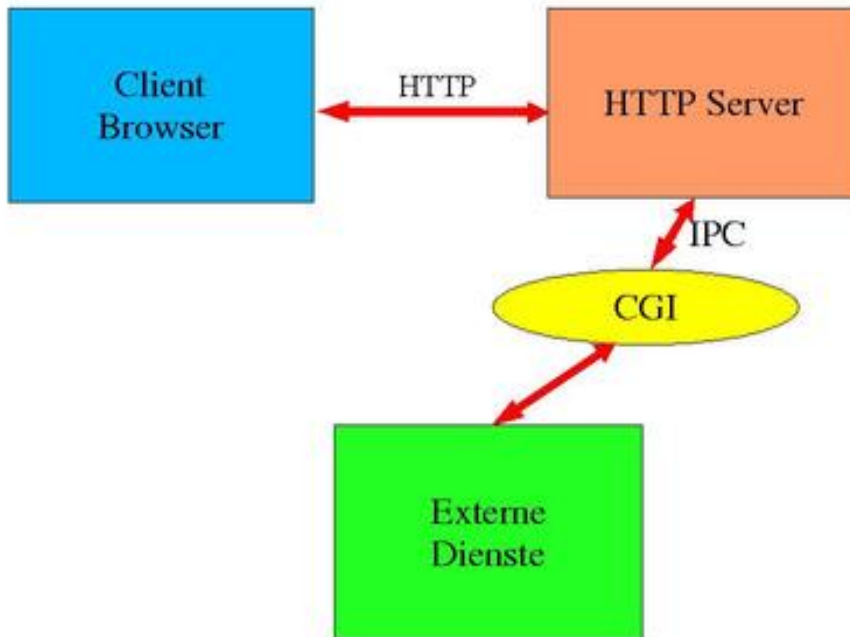 Client
Browser
HTTP
HTTP Server
IPC
CGI
Externe
Dienste